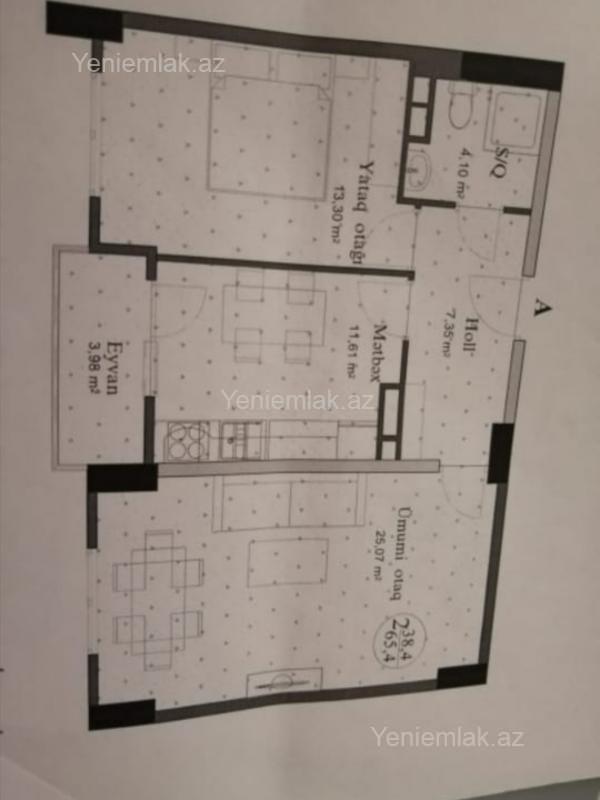 Yeniemlak.az
S/Q
4,10 m²
Yataq otağı
13,30 m²
A
Holl
7,35 m²
Mətbəx
11,61 m²
Eyvan
3,98 m²
Yeniemlak.az
Ümumi otaq
25,07 m²
2 38,4
65,4
Yeniemlak.az